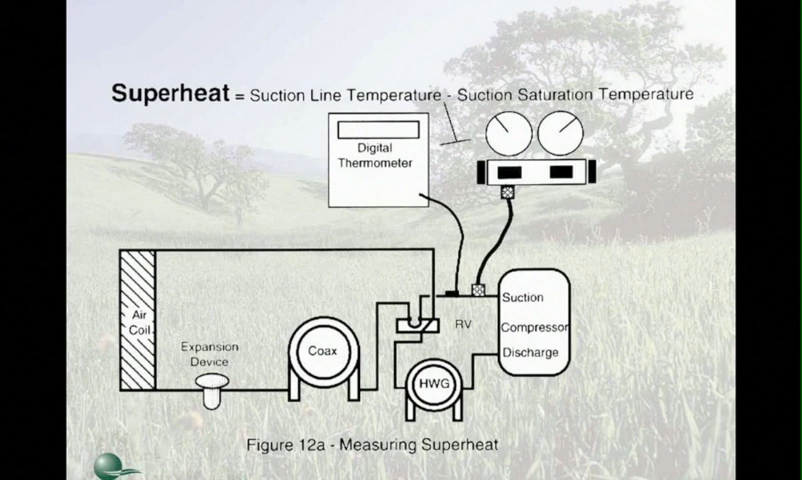 Superheat = Suction Line Temperature - Suction Saturation Temperature
Digital
Thermometer
Air
Coil
Expansion
Device
Coax
RV
HWG
Suction
Compressor
Discharge
Figure 12a - Measuring Superheat